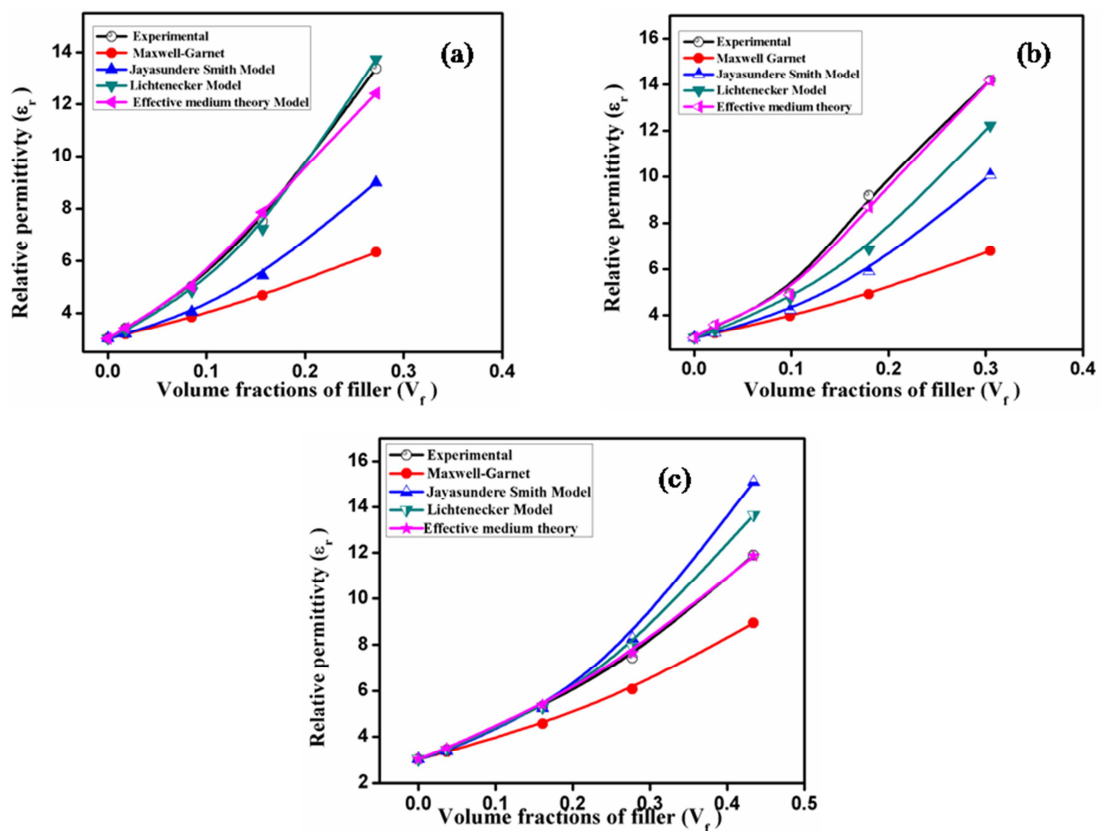 (a)
Experimental
Maxwell-Garnet
Jayasundere Smith Model
Lichtenecker Model
Effective medium theory Model
Relative permittivty (εr)
14
12
10
8
6
4
0.0 0.1 0.2 0.3 0.4
Volume fractions of filler (Vf)
(b)
Experimental
Maxwell Garnet
Jayasundere Smith Model
Lichtenecker Model
Effective medium theory
Relative permittivty (εr)
16
14
12
10
8
6
4
0.0 0.1 0.2 0.3 0.4
Volume fractions of filler (Vf)
(c)
Experimental
Maxwell-Garnet
Jayasundere Smith Model
Lichtenecker Model
Effective medium theory
Relative permittivty (εr)
16
14
12
10
8
6
4
2
0.0 0.1 0.2 0.3 0.4 0.5
Volume fractions of filler (Vf)